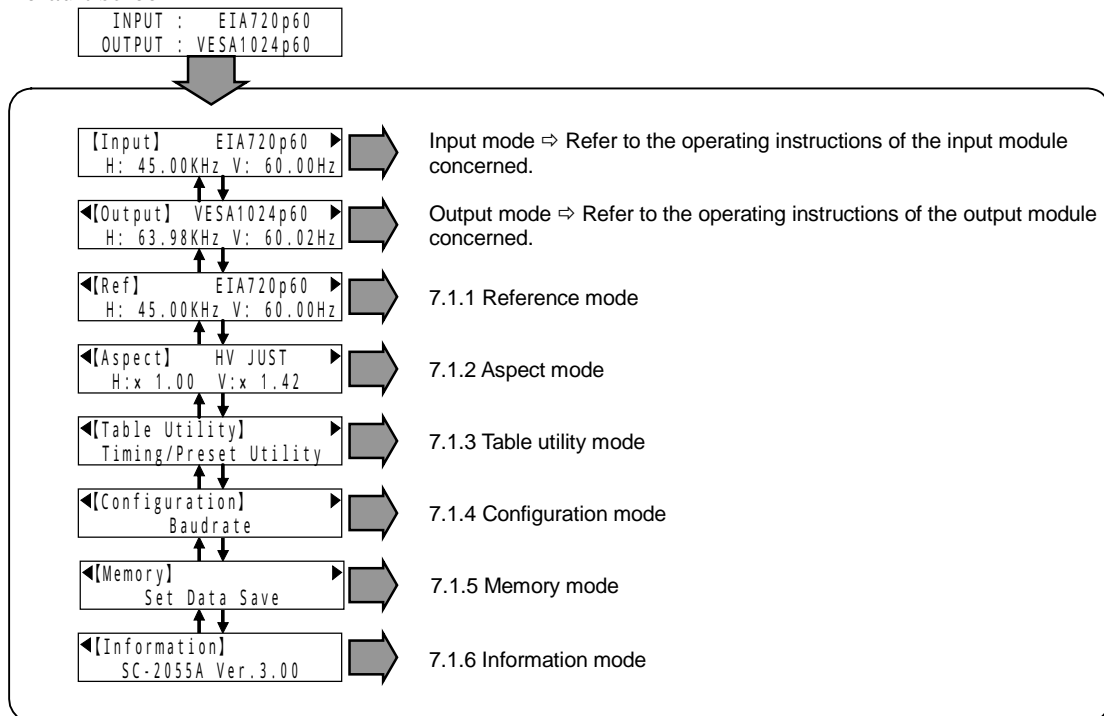 INPUT : EIA720p60
OUTPUT : VESA1024p60
【Input】 EIA720p60 ▶
H: 45.00KHz V: 60.00Hz
Input mode ⇨ Refer to the operating instructions of the input module
concerned.
◀【Output】 VESA1024p60 ▶
H: 63.98KHz V: 60.02Hz
Output mode ⇨ Refer to the operating instructions of the output module
concerned.
◀【Ref】 EIA720p60 ▶
H: 45.00KHz V: 60.00Hz
7.1.1 Reference mode
◀【Aspect】 HV JUST ▶
H:x 1.00 V:x 1.42
7.1.2 Aspect mode
◀【Table Utility】 ▶
Timing/Preset Utility
7.1.3 Table utility mode
◀【Configuration】 ▶
Baudrate
7.1.4 Configuration mode
◀【Memory】 ▶
Set Data Save
7.1.5 Memory mode
◀【Information】
SC-2055A Ver.3.00
7.1.6 Information mode